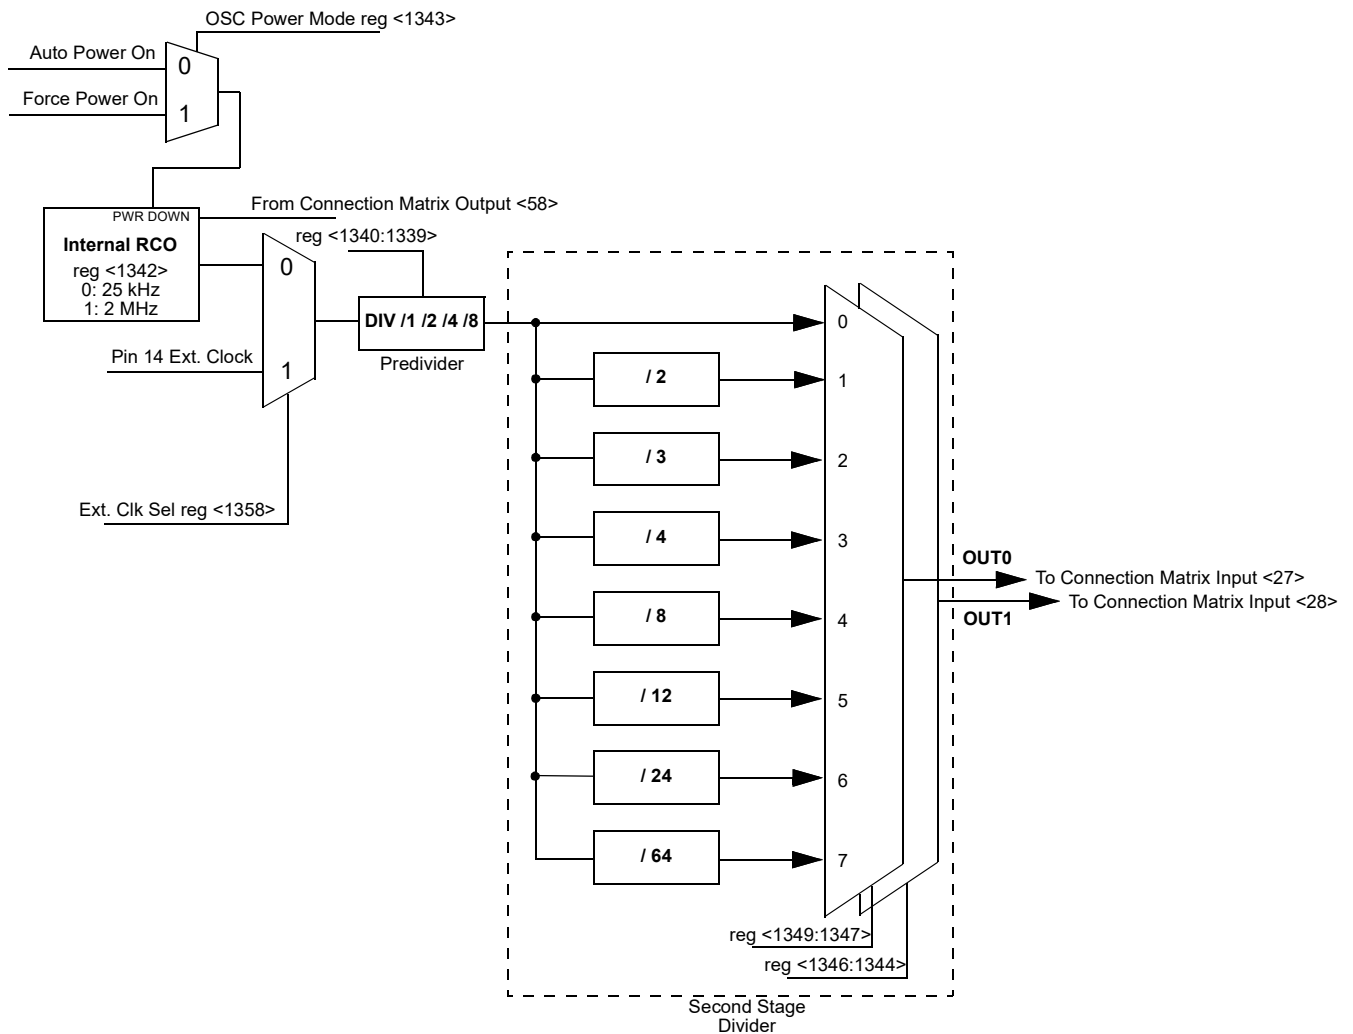 OSC Power Mode reg <1343>
Auto Power On
0
Force Power On
1
PWR DOWN
From Connection Matrix Output <58>
Internal RCO
reg <1342>
0: 25 kHz
1: 2 MHz
reg <1340:1339>
0
DIV /1 /2 /4 /8
Predivider
Pin 14 Ext. Clock
1
Ext. Clk Sel reg <1358>
0
/ 2
1
/ 3
2
/ 4
3
/ 8
4
/ 12
5
/ 24
6
/ 64
7
OUT0
To Connection Matrix Input <27>
To Connection Matrix Input <28>
OUT1
reg <1349:1347>
reg <1346:1344>
Second Stage
Divider